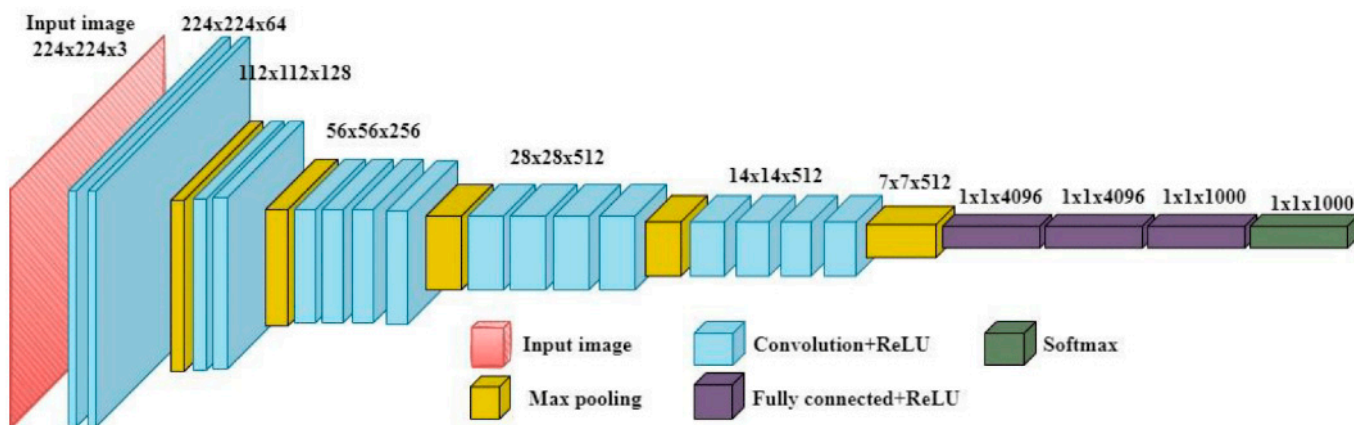 Input image
224x224x3
224x224x64
112x112x128
56x56x256
28x28x512
14x14x512
7x7x512
1x1x4096
1x1x4096
1x1x1000
1x1x1000
Input image
Convolution+ReLU
Softmax
Max pooling
Fully connected+ReLU